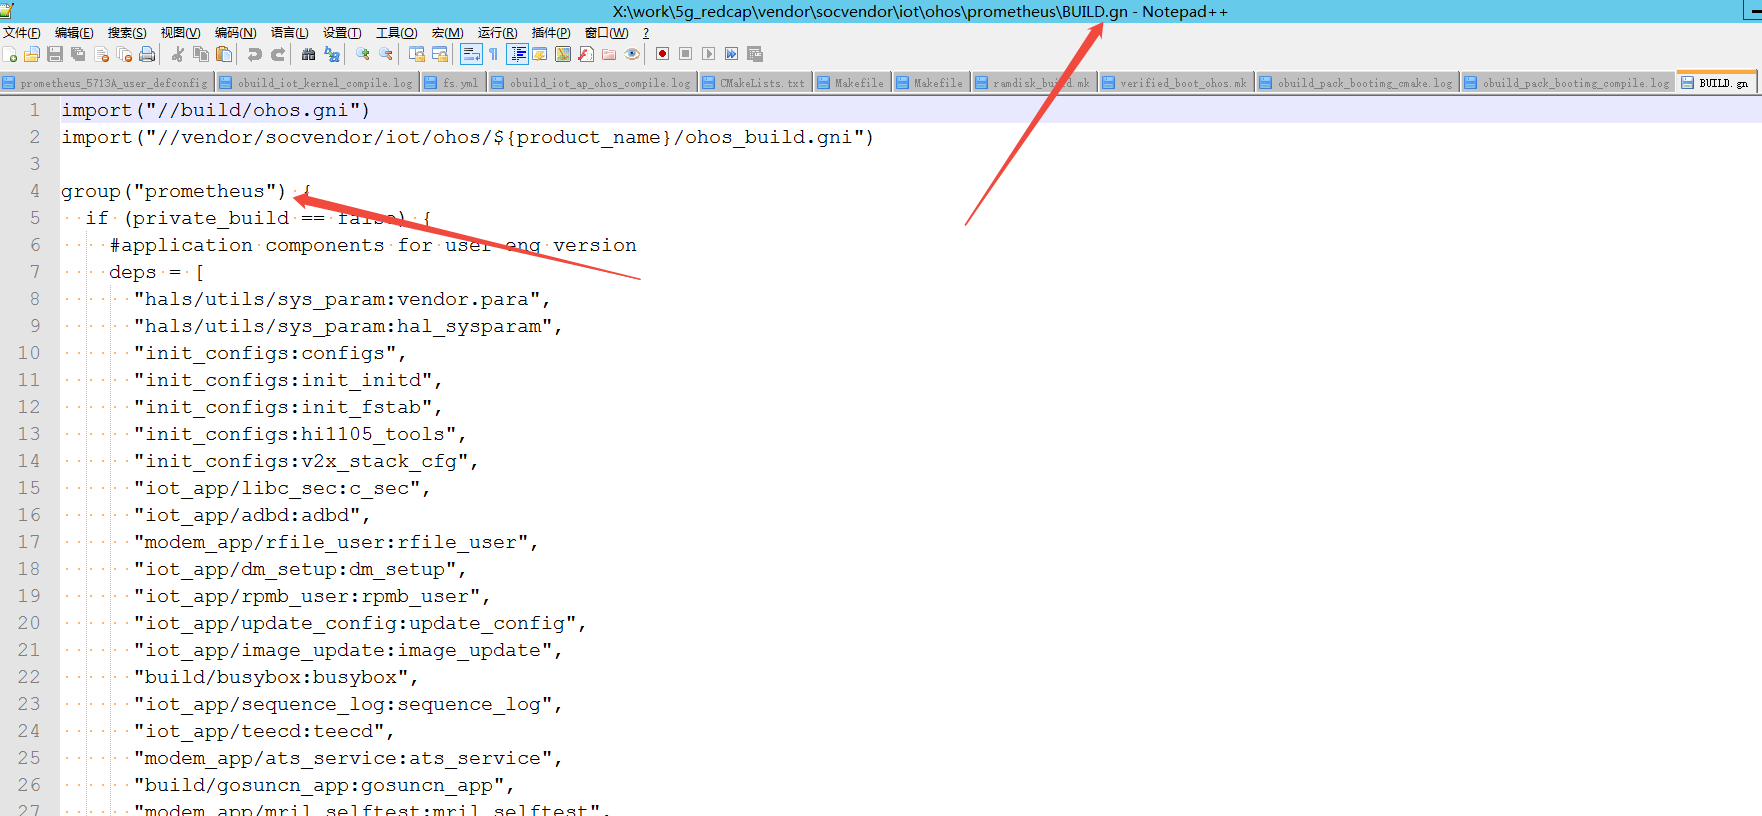 X:\work\5g_redcap\vendor\socvendor\iot\ohos\prometheus\BUILD.gn - Notepad++
文件(F) 编辑(E) 搜索(S) 视图(V) 编码(N) 语言(L) 设置(T) 工具(O) 宏(M) 运行(R) 插件(P) 窗口(W) ?
prometheus_5713A_user_defconfig obuild_iot_kernel_compile.log fs.yml obuild_iot_ap_ohos_compile.log CMakeLists.txt Makefile Makefile ramdisk_build.mk verified_boot_ohos.mk obuild_pack_booting_cmake.log obuild_pack_booting_compile.log BUILD.gn
1 import("//build/ohos.gni")
2 import("//vendor/socvendor/iot/ohos/${product_name}/ohos_build.gni")
3
4 group("prometheus") {
5 if (private_build == false) {
6 #application components for user eng version
7 deps = [
8 "hals/utils/sys_param:vendor.para",
9 "hals/utils/sys_param:hal_sysparam",
10 "init_configs:configs",
11 "init_configs:init_initd",
12 "init_configs:init_fstab",
13 "init_configs:hi1105_tools",
14 "init_configs:v2x_stack_cfg",
15 "iot_app/libc_sec:c_sec",
16 "iot_app/adbd:adbd",
17 "modem_app/rfile_user:rfile_user",
18 "iot_app/dm_setup:dm_setup",
19 "iot_app/rpmb_user:rpmb_user",
20 "iot_app/update_config:update_config",
21 "iot_app/image_update:image_update",
22 "build/busybox:busybox",
23 "iot_app/sequence_log:sequence_log",
24 "iot_app/teecd:teecd",
25 "modem_app/ats_service:ats_service",
26 "build/gosuncn_app:gosuncn_app",
27 "modem_app/mril_selftest:mril_selftest",